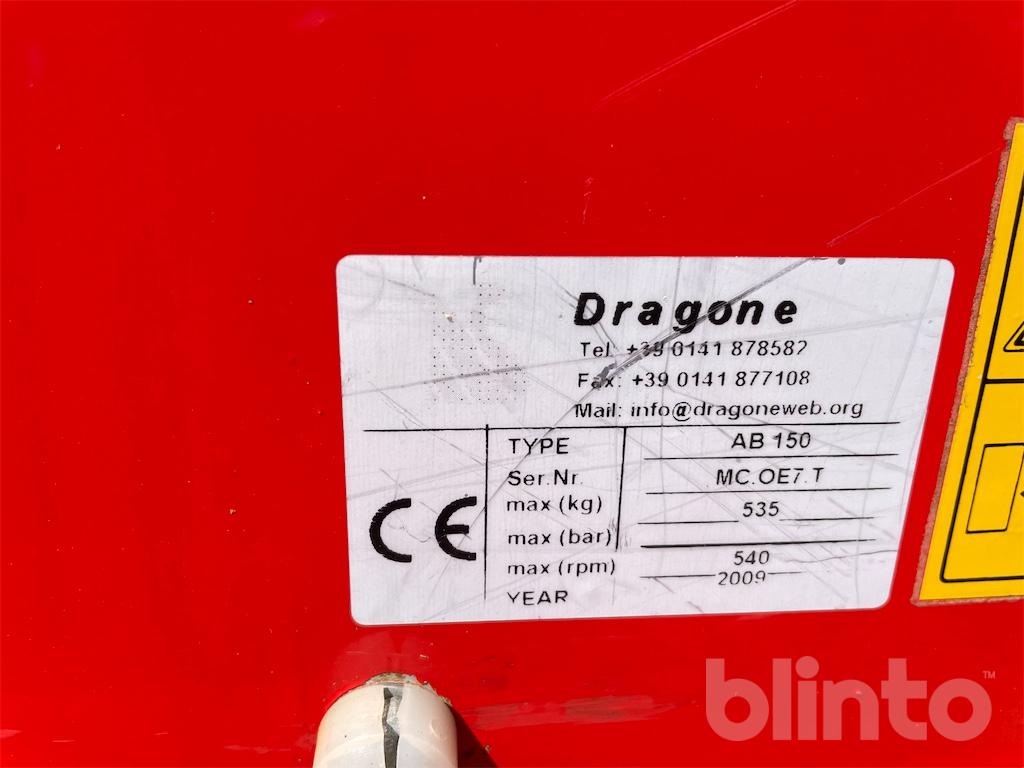 Dragone
Tel. +39 0141 878582
Fax: +39 0141 877108
Mail: info@dragoneweb.org
TYPE AB 150
Ser.Nr. MC.OE7.T
max (kg) 535
max (bar)
max (rpm) 540
YEAR 2009
CE
blinto™